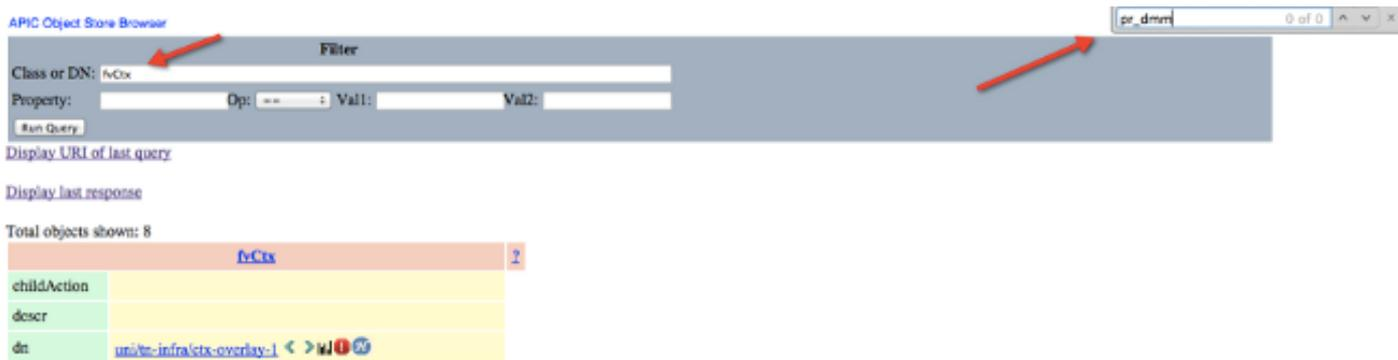 APIC Object Store Browser
pr_dmm 0 of 0
Filter
Class or DN: fvCtx
Property: Op: == Val1: Val2:
Run Query
Display URI of last query
Display last response
Total objects shown: 8
fvCtx ?
childAction
descr
dn uni/tn-infra/ctx-overlay-1